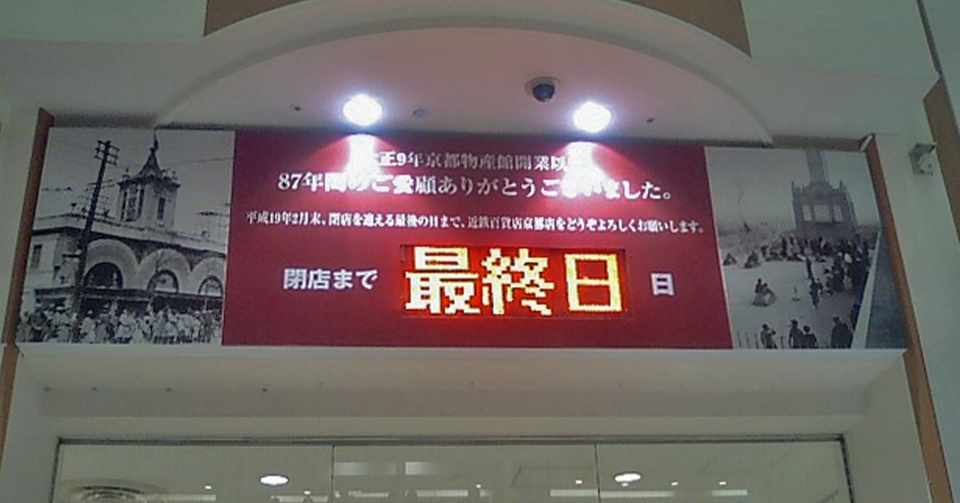 正9年京都物産館開業以
87年間のご愛顧ありがとうございました。
平成19年2月末、閉店を迎える最後の日まで、近鉄百貨店京都店をどうぞよろしくお願いします。
閉店まで 最終日 日